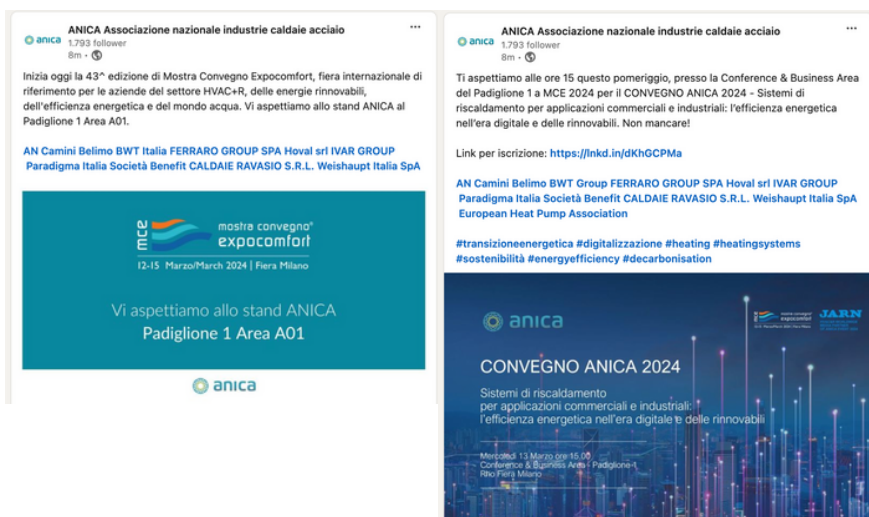 ANICA Associazione nazionale industrie caldaie acciaio
anica
1.793 follower
8m •
Inizia oggi la 43^ edizione di Mostra Convegno Expocomfort, fiera internazionale di
riferimento per le aziende del settore HVAC+R, delle energie rinnovabili,
dell'efficienza energetica e del mondo acqua. Vi aspettiamo allo stand ANICA al
Padiglione 1 Area A01.
AN Camini Belimo BWT Italia FERRARO GROUP SPA Hoval srl IVAR GROUP
Paradigma Italia Società Benefit CALDAIE RAVASIO S.R.L. Weishaupt Italia SpA
mce
mostra convegno
expocomfort
12-15 Marzo/March 2024 | Fiera Milano
Vi aspettiamo allo stand ANICA
Padiglione 1 Area A01
anica
ANICA Associazione nazionale industrie caldaie acciaio
anica
1.793 follower
8m •
Ti aspettiamo alle ore 15 questo pomeriggio, presso la Conference & Business Area
del Padiglione 1 a MCE 2024 per il CONVEGNO ANICA 2024 - Sistemi di
riscaldamento per applicazioni commerciali e industriali: l'efficienza energetica
nell'era digitale e delle rinnovabili. Non mancare!
Link per iscrizione: https://lnkd.in/dKhGCPMa
AN Camini Belimo BWT Group FERRARO GROUP SPA Hoval srl IVAR GROUP
Paradigma Italia Società Benefit CALDAIE RAVASIO S.R.L. Weishaupt Italia SpA
European Heat Pump Association
#transizioneenergetica #digitalizzazione #heating #heatingsystems
#sostenibilità #energyefficiency #decarbonisation
anica
mce
mostra convegno
expocomfort
JARN
CONVEGNO ANICA 2024
Sistemi di riscaldamento
per applicazioni commerciali e industriali:
l'efficienza energetica nell'era digitale e delle rinnovabili
Mercoledì 13 Marzo ore 15.00
Conference & Business Area - Padiglione 1
Rho Fiera Milano